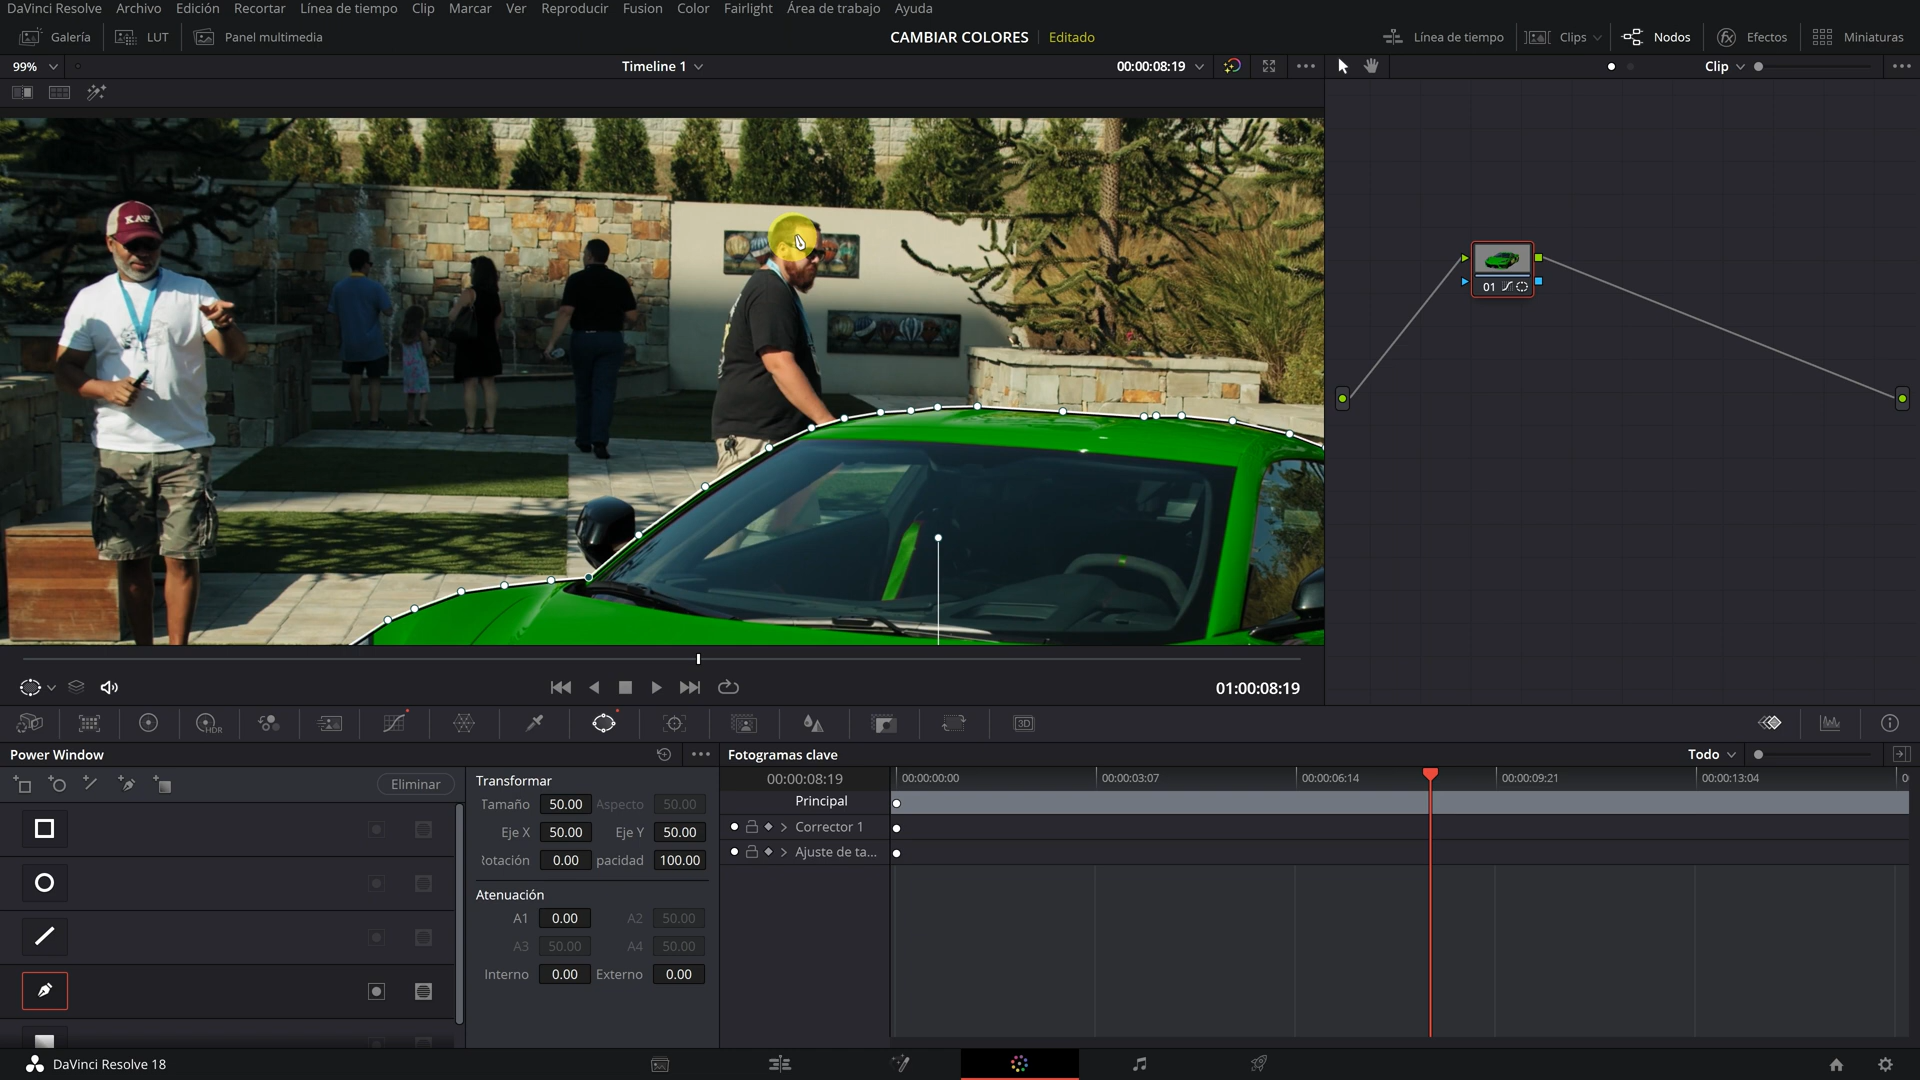 DaVinci Resolve Archivo Edición Recortar Línea de tiempo Clip Marcar Ver Reproducir Fusion Color Fairlight Área de trabajo Ayuda
Galería LUT Panel multimedia CAMBIAR COLORES Editado Línea de tiempo Clips Nodos Efectos Miniaturas
99% Timeline 1 00:00:08:19 Clip
KAP
01
01:00:08:19
HDR 3D
Power Window Fotogramas clave Todo
Eliminar
Transformar
Tamaño 50.00 Aspecto 50.00
Eje X 50.00 Eje Y 50.00
Rotación 0.00 pacidad 100.00
Atenuación
A1 0.00 A2 50.00
A3 50.00 A4 50.00
Interno 0.00 Externo 0.00
00:00:08:19 00:00:00:00 00:00:03:07 00:00:06:14 00:00:09:21 00:00:13:04 0
Principal
Corrector 1
Ajuste de ta...
DaVinci Resolve 18